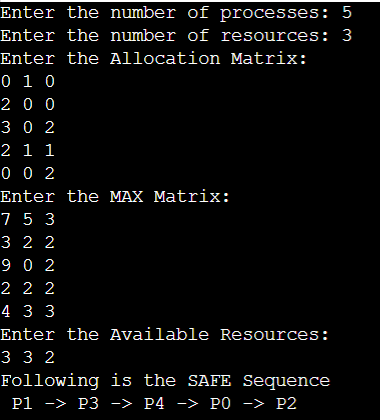 Enter the number of processes: 5
Enter the number of resources: 3
Enter the Allocation Matrix:
0 1 0
2 0 0
3 0 2
2 1 1
0 0 2
Enter the MAX Matrix:
7 5 3
3 2 2
9 0 2
2 2 2
4 3 3
Enter the Available Resources:
3 3 2
Following is the SAFE Sequence
P1 -> P3 -> P4 -> P0 -> P2